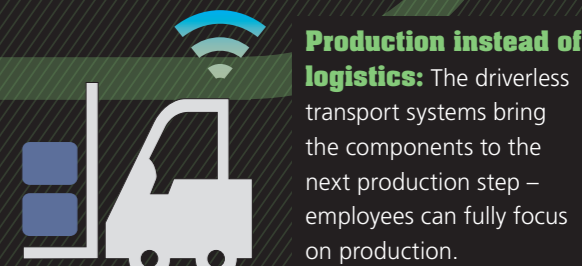 Production instead of
logistics: The driverless
transport systems bring
the components to the
next production step –
employees can fully focus
on production.